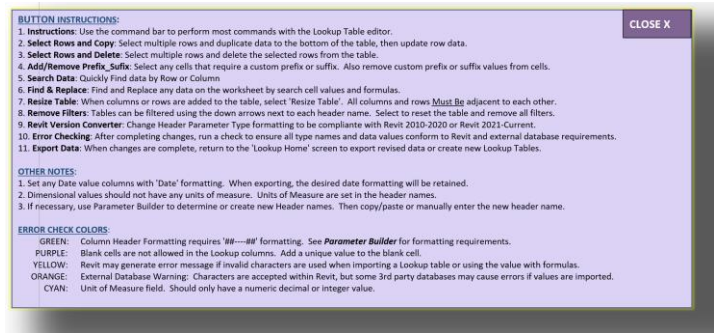 BUTTON INSTRUCTIONS:
CLOSE X
1. Instructions: Use the command bar to perform most commands with the Lookup Table editor.
2. Select Rows and Copy: Select multiple rows and duplicate data to the bottom of the table, then update row data.
3. Select Rows and Delete: Select multiple rows and delete the selected rows from the table.
4. Add/Remove Prefix_Sufix: Select any cells that require a custom prefix or suffix. Also remove custom prefix or suffix values from cells.
5. Search Data: Quickly Find data by Row or Column
6. Find & Replace: Find and Replace any data on the worksheet by search cell values and formulas.
7. Resize Table: When columns or rows are added to the table, select 'Resize Table'. All columns and rows Must Be adjacent to each other.
8. Remove Filters: Tables can be filtered using the down arrows next to each header name. Select to reset the table and remove all filters.
9. Revit Version Converter: Change Header Parameter Type formatting to be compliante with Revit 2010-2020 or Revit 2021-Current.
10. Error Checking: After completing changes, run a check to ensure all type names and data values conform to Revit and external database requirements.
11. Export Data: When changes are complete, return to the 'Lookup Home' screen to export revised data or create new Lookup Tables.
OTHER NOTES:
1. Set any Date value columns with 'Date' formatting. When exporting, the desired date formatting will be retained.
2. Dimensional values should not have any units of measure. Units of Measure are set in the header names.
3. If necessary, use Parameter Builder to determine or create new Header names. Then copy/paste or manually enter the new header name.
ERROR CHECK COLORS:
GREEN: Column Header Formatting requires '##----##' formatting. See Parameter Builder for formatting requirements.
PURPLE: Blank cells are not allowed in the Lookup columns. Add a unique value to the blank cell.
YELLOW: Revit may generate error message if invalid characters are used when importing a Lookup table or using the value with formulas.
ORANGE: External Database Warning: Characters are accepted within Revit, but some 3rd party databases may cause errors if values are imported.
CYAN: Unit of Measure field. Should only have a numeric decimal or integer value.